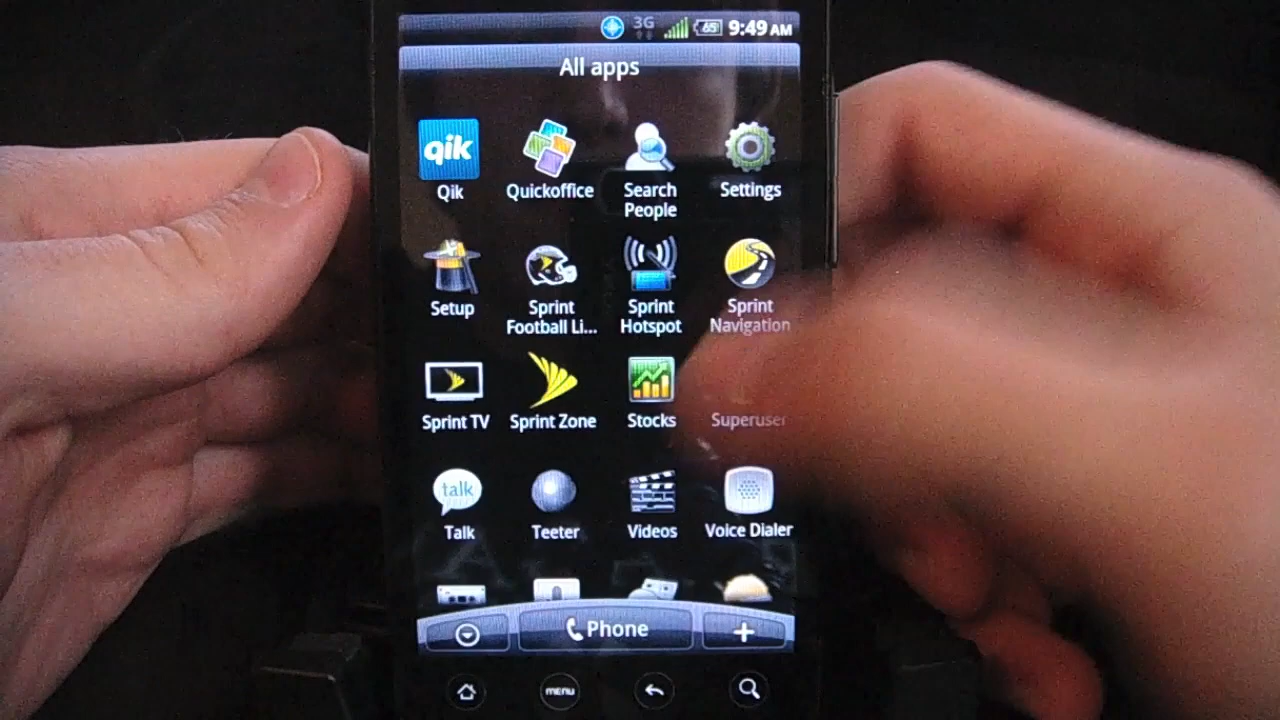 3G 65 9:49 AM
All apps
qik
Qik Quickoffice Search People Settings
Setup Sprint Football Li... Sprint Hotspot Sprint Navigation
Sprint TV Sprint Zone Stocks Superuser
talk
Talk Teeter Videos Voice Dialer
Phone
MENU